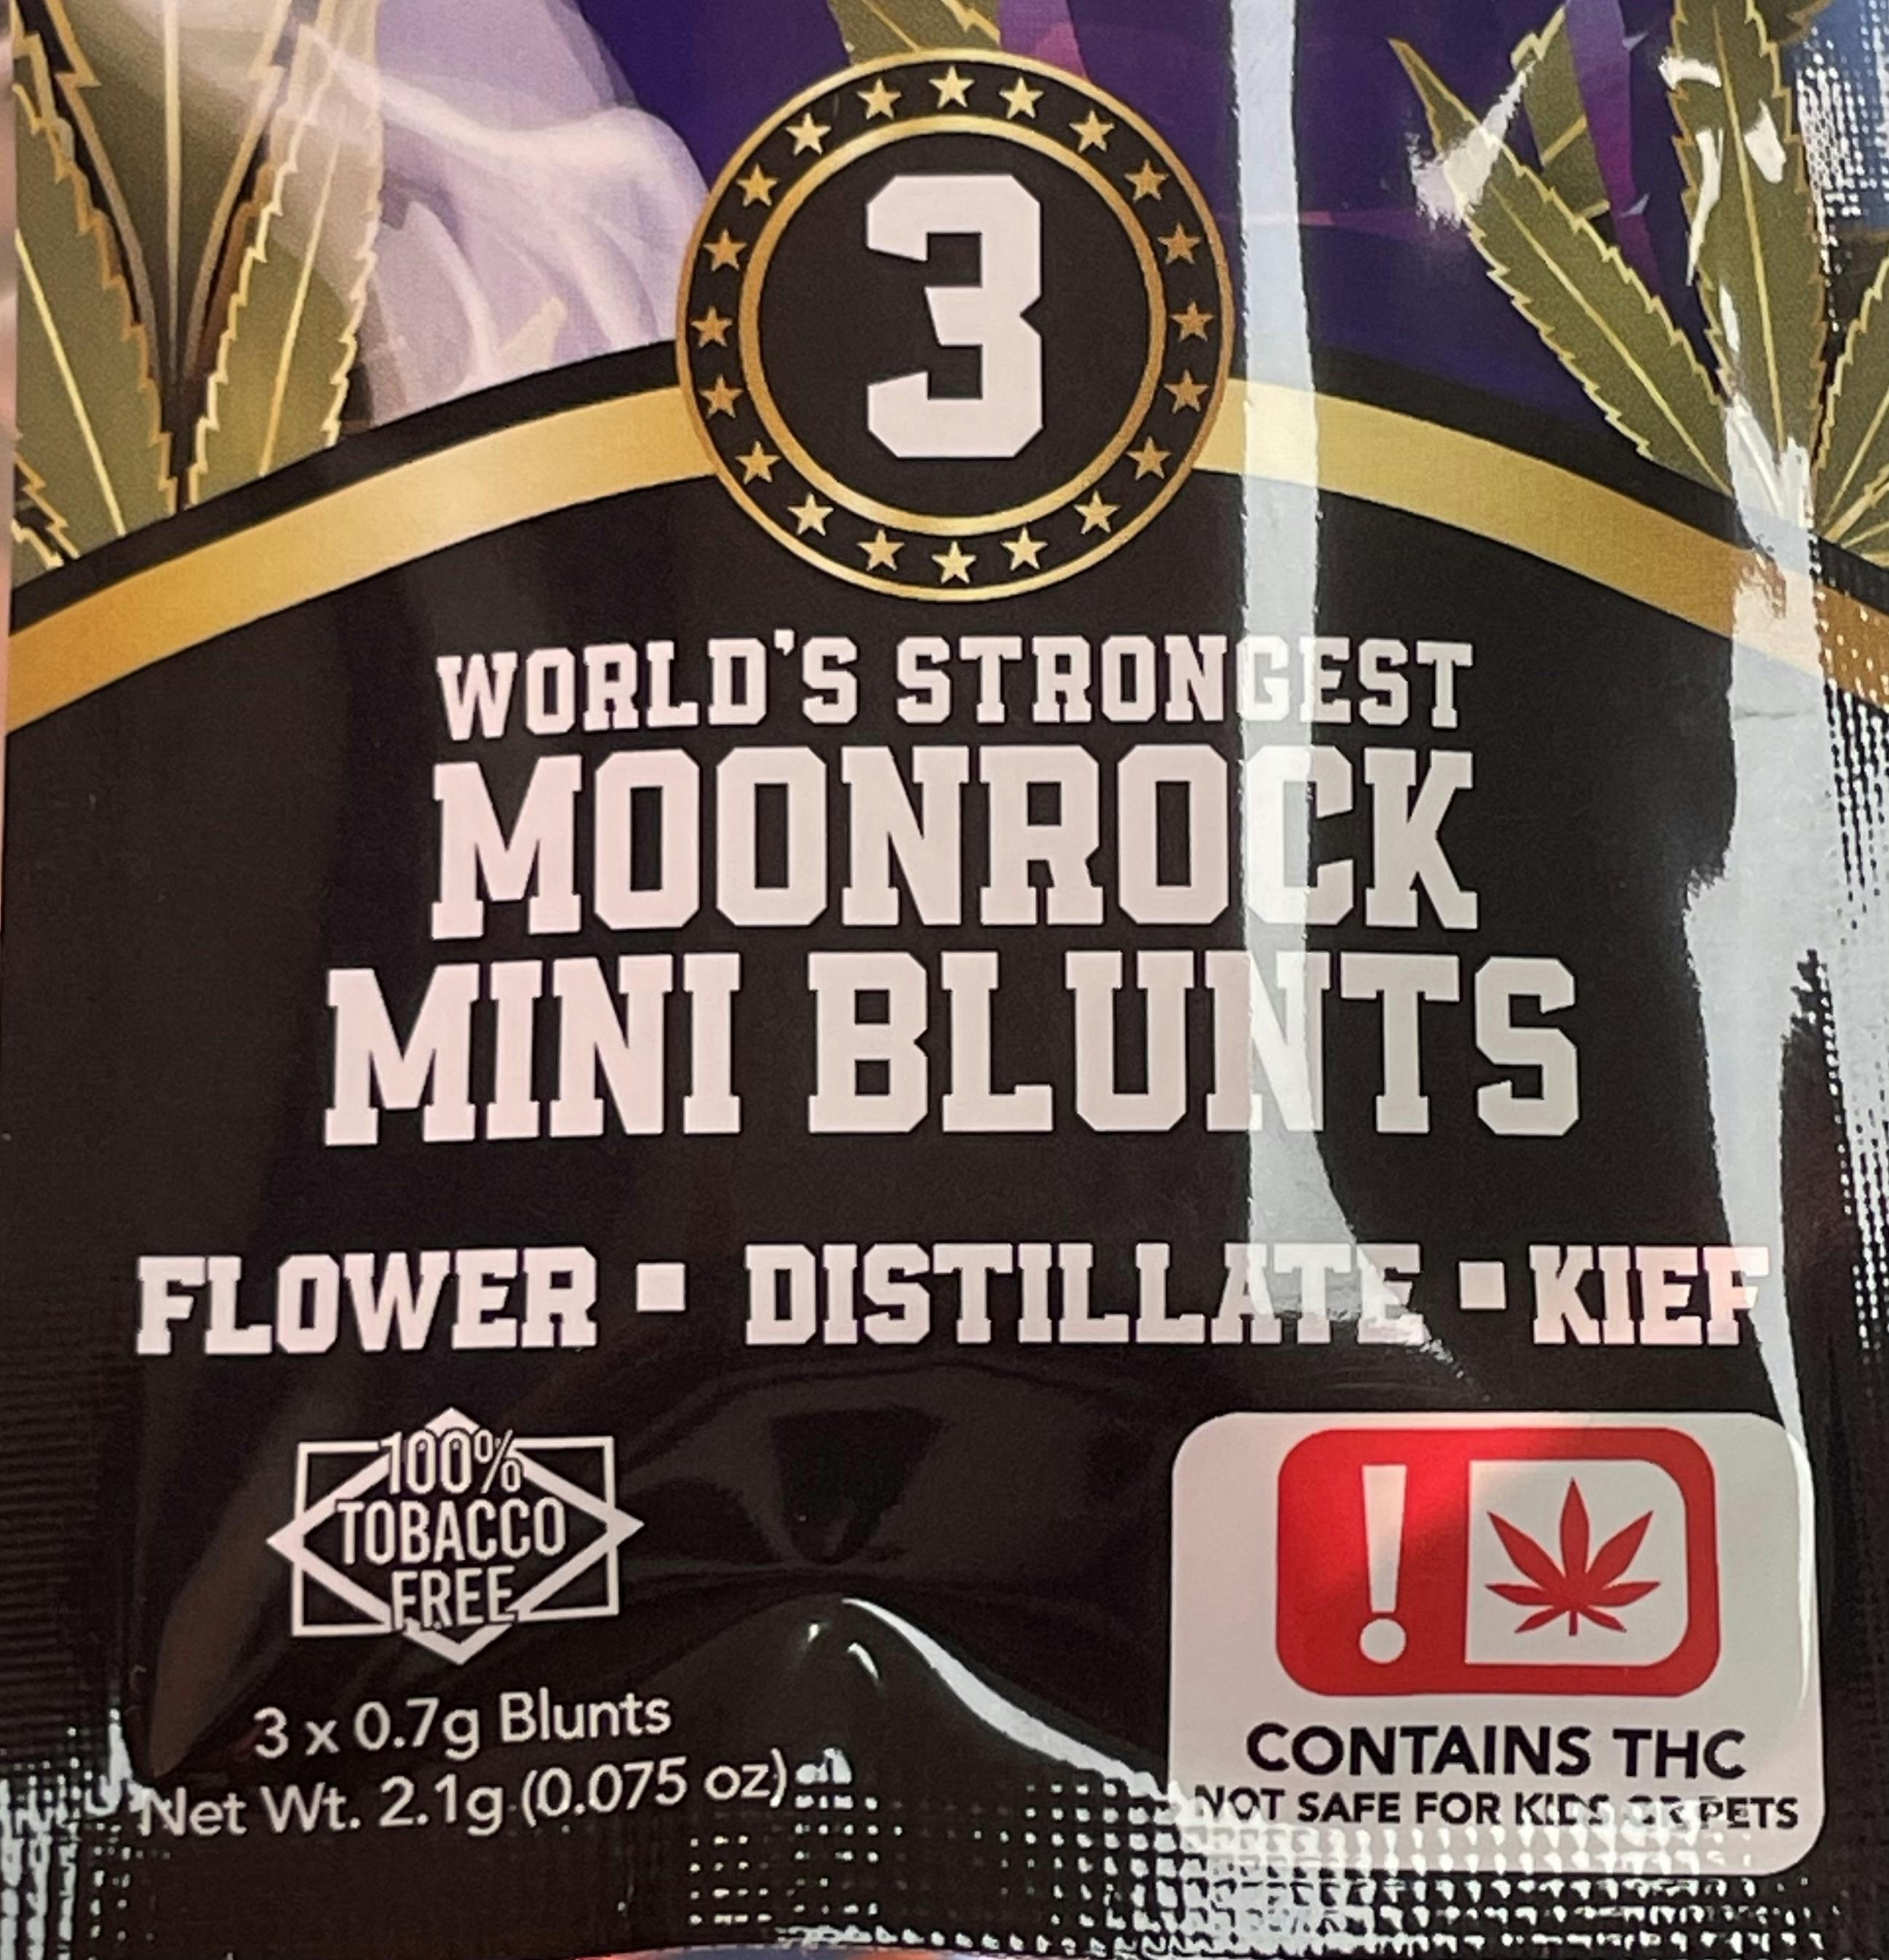 3
WORLD'S STRONGEST
MOONROCK
MINI BLUNTS
FLOWER ▪ DISTILLATE ▪ KIEF
100%
TOBACCO
FREE
3 x 0.7g Blunts
Net Wt. 2.1g (0.075 oz)
!
CONTAINS THC
NOT SAFE FOR KIDS OR PETS